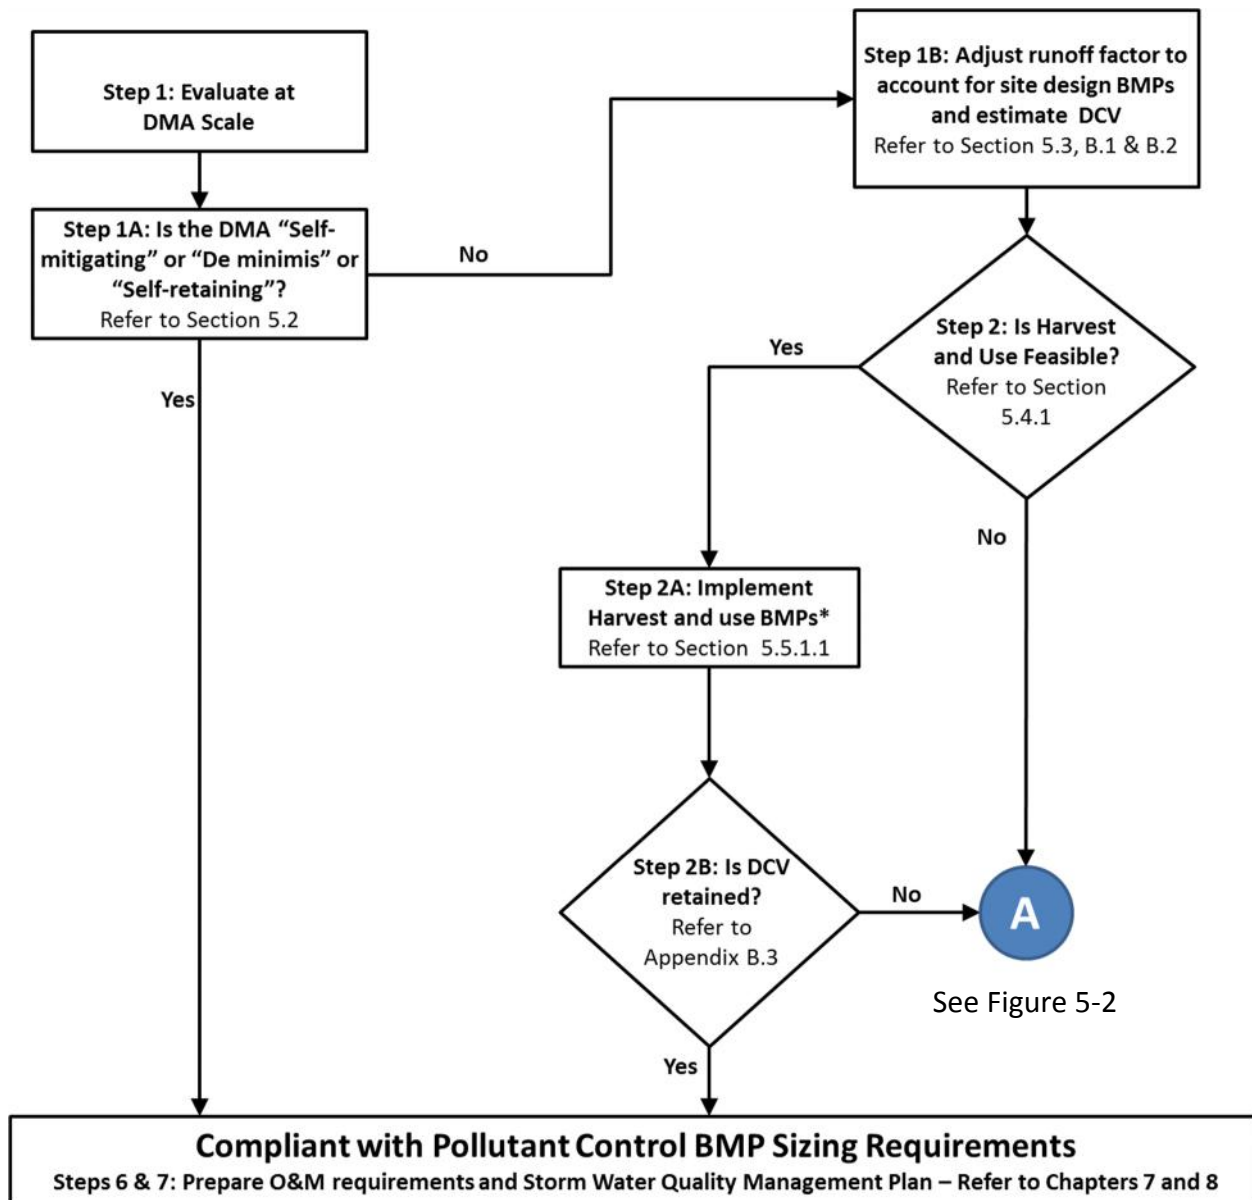 Step 1: Evaluate at
DMA Scale
Step 1A: Is the DMA “Self-
mitigating” or “De minimis” or
“Self-retaining”?
Refer to Section 5.2
No
Yes
Step 1B: Adjust runoff factor to
account for site design BMPs
and estimate DCV
Refer to Section 5.3, B.1 & B.2
Step 2: Is Harvest
and Use Feasible?
Refer to Section
5.4.1
Yes
No
Step 2A: Implement
Harvest and use BMPs*
Refer to Section 5.5.1.1
Step 2B: Is DCV
retained?
Refer to
Appendix B.3
No
A
See Figure 5-2
Yes
Compliant with Pollutant Control BMP Sizing Requirements
Steps 6 & 7: Prepare O&M requirements and Storm Water Quality Management Plan – Refer to Chapters 7 and 8